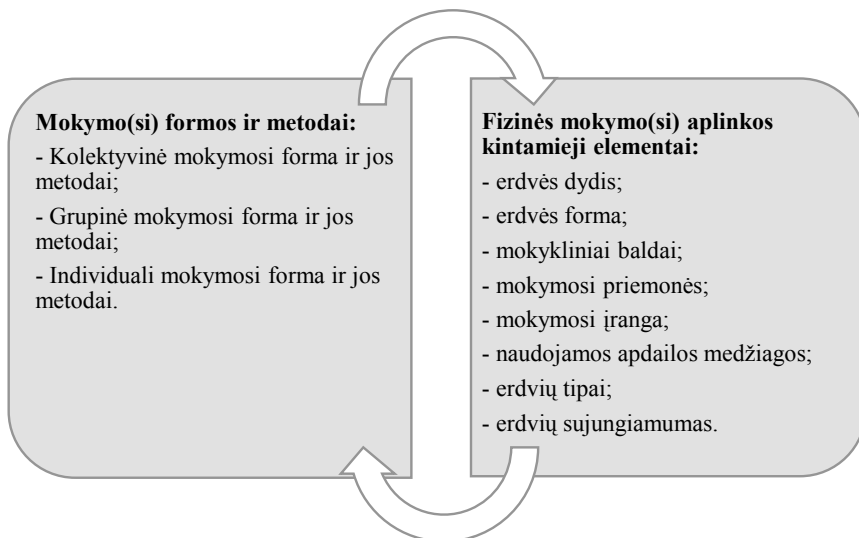 Mokymo(si) formos ir metodai:
- Kolektyvinė mokymosi forma ir jos
metodai;
- Grupinė mokymosi forma ir jos
metodai;
- Individuali mokymosi forma ir jos
metodai.
Fizinės mokymo(si) aplinkos
kintamieji elementai:
- erdvės dydis;
- erdvės forma;
- mokykliniai baldai;
- mokymosi priemonės;
- mokymosi įranga;
- naudojamos apdailos medžiagos;
- erdvių tipai;
- erdvių sujungiamumas.